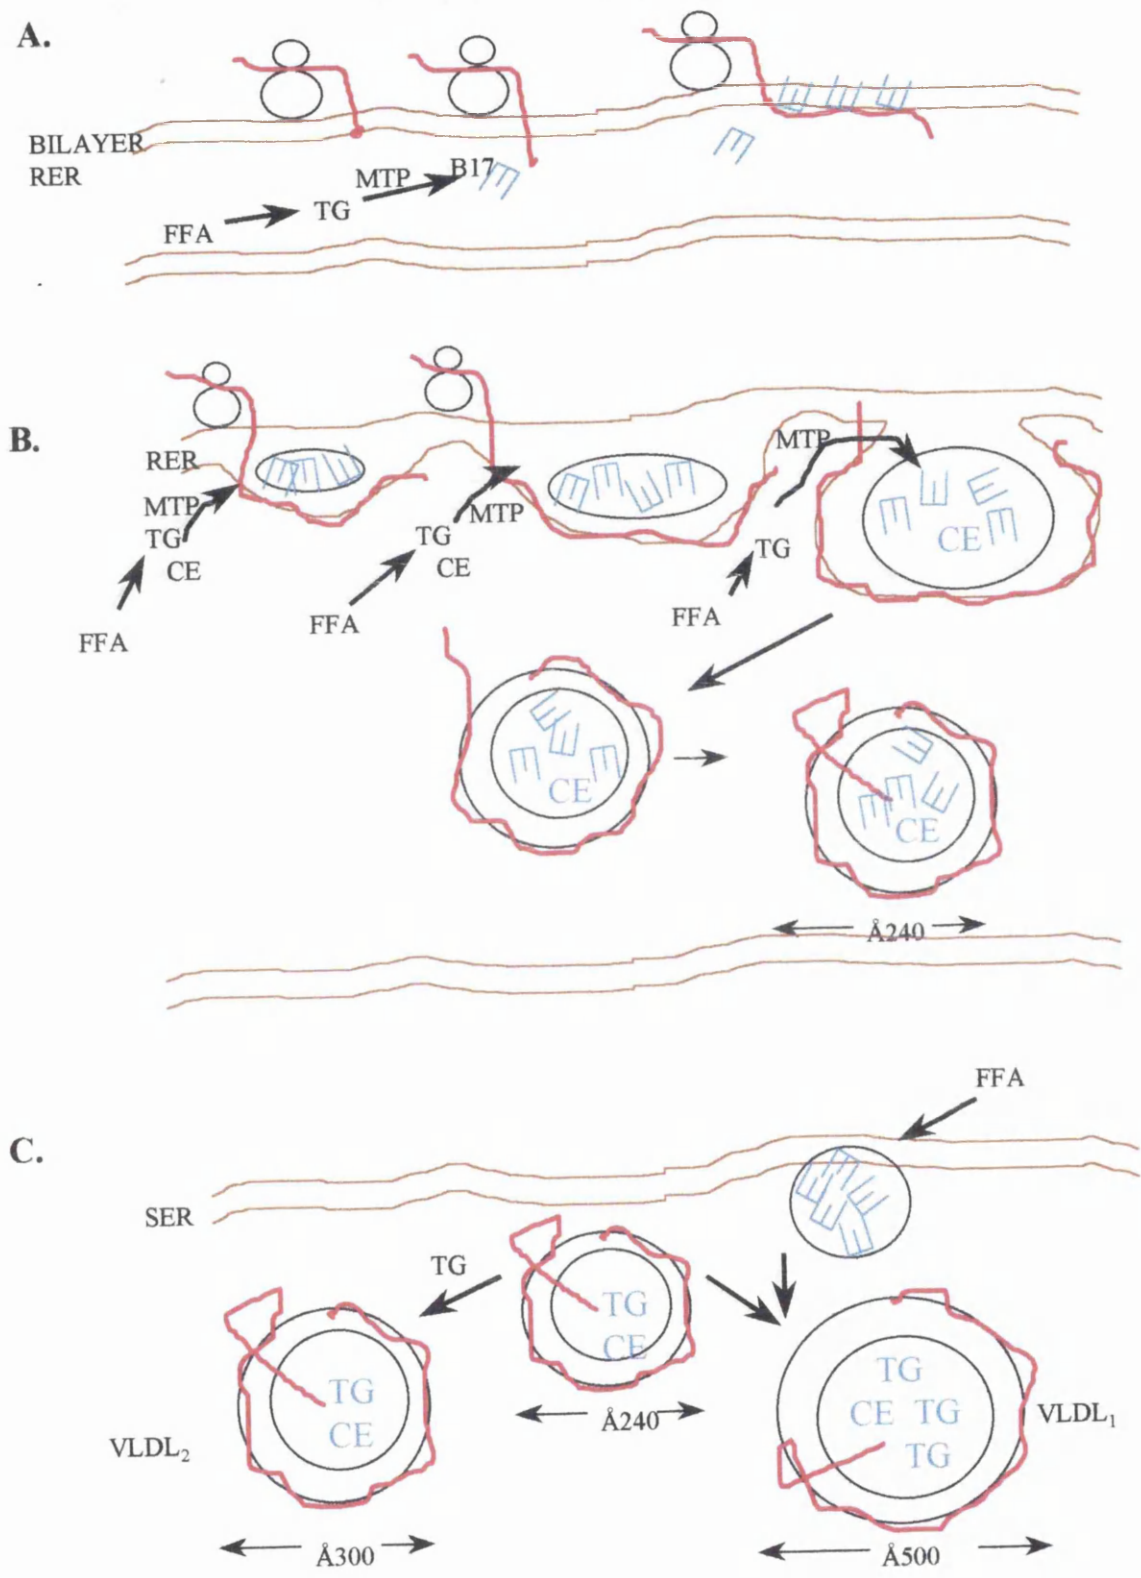 A.
BILAYER
RER
FFA
TG
MTP
B17
B.
RER
MTP
TG
CE
FFA
MTP
TG
CE
FFA
MTP
TG
FFA
CE
CE
CE
Å240
C.
FFA
SER
TG
TG
CE
Å240
TG
CE
VLDL₂
Å300
TG
CE TG
TG
VLDL₁
Å500